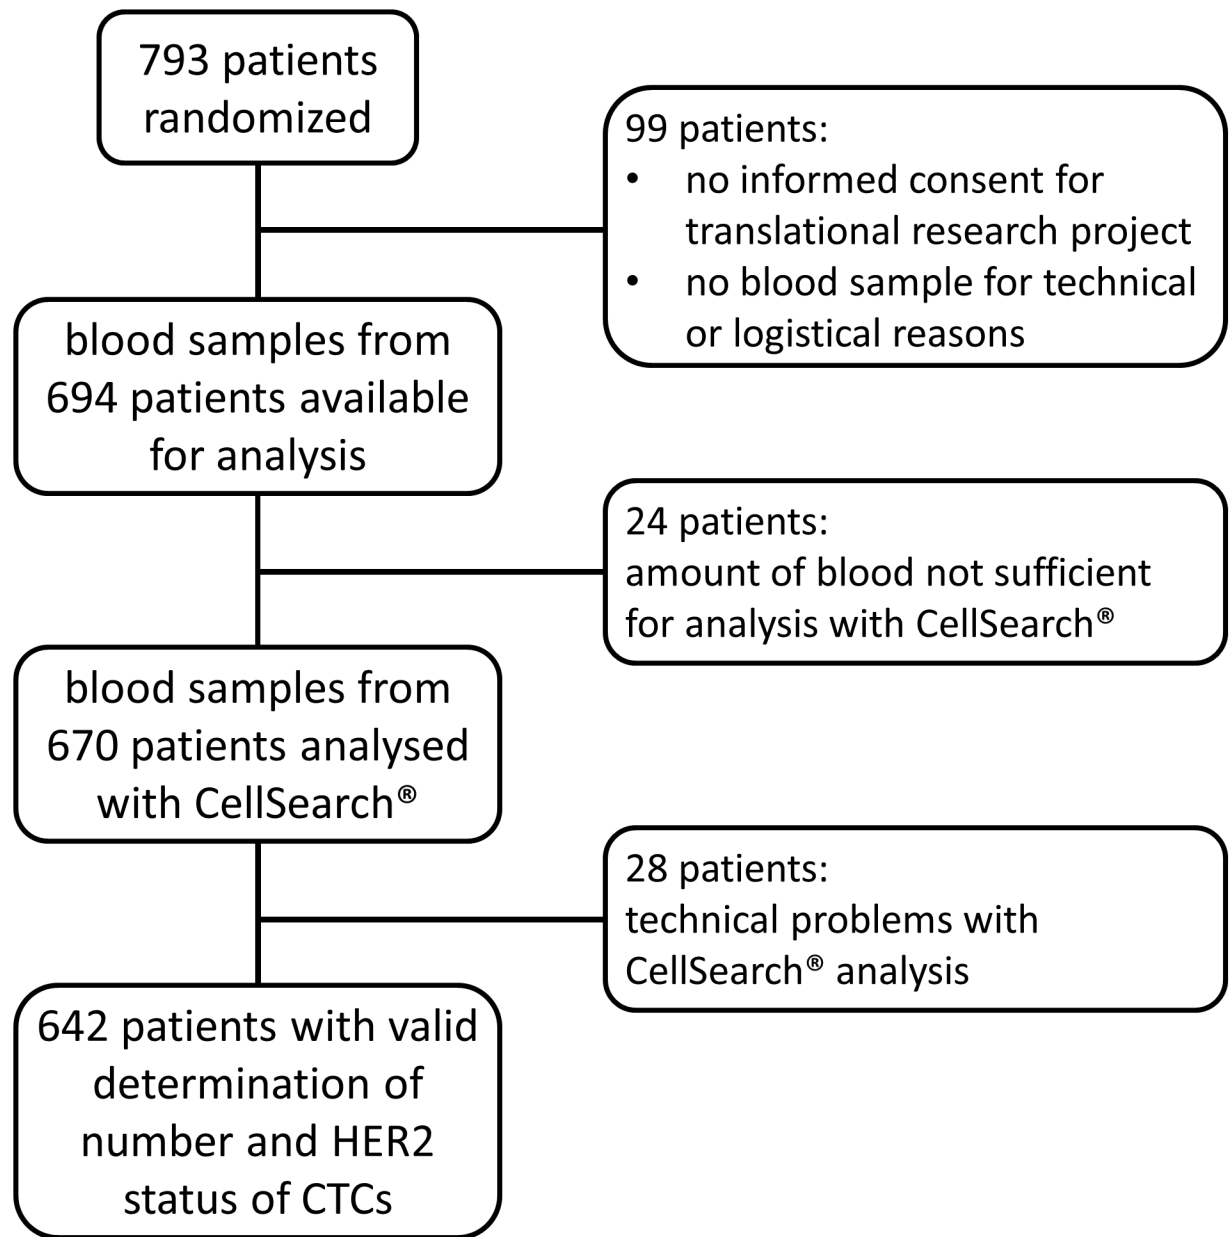 793 patients
randomized
99 patients:
• no informed consent for
translational research project
• no blood sample for technical
or logistical reasons
blood samples from
694 patients available
for analysis
24 patients:
amount of blood not sufficient
for analysis with CellSearch®
blood samples from
670 patients analysed
with CellSearch®
28 patients:
technical problems with
CellSearch® analysis
642 patients with valid
determination of
number and HER2
status of CTCs